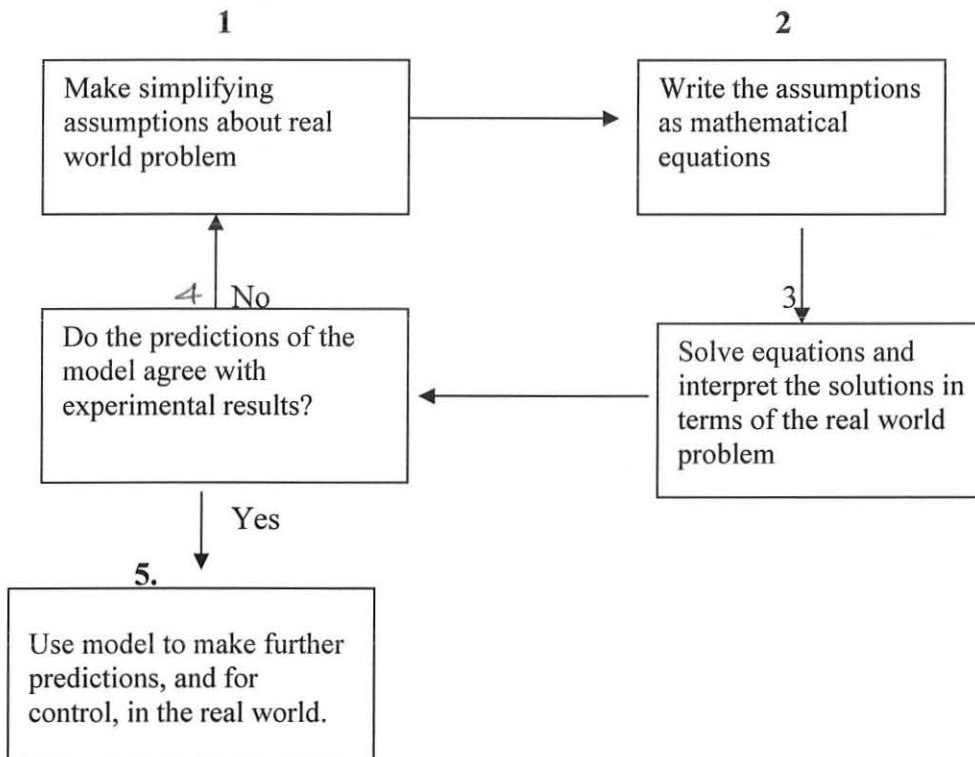 1
Make simplifying
assumptions about real
world problem
2
Write the assumptions
as mathematical
equations
3
Solve equations and
interpret the solutions in
terms of the real world
problem
4 No
Do the predictions of the
model agree with
experimental results?
Yes
5.
Use model to make further
predictions, and for
control, in the real world.